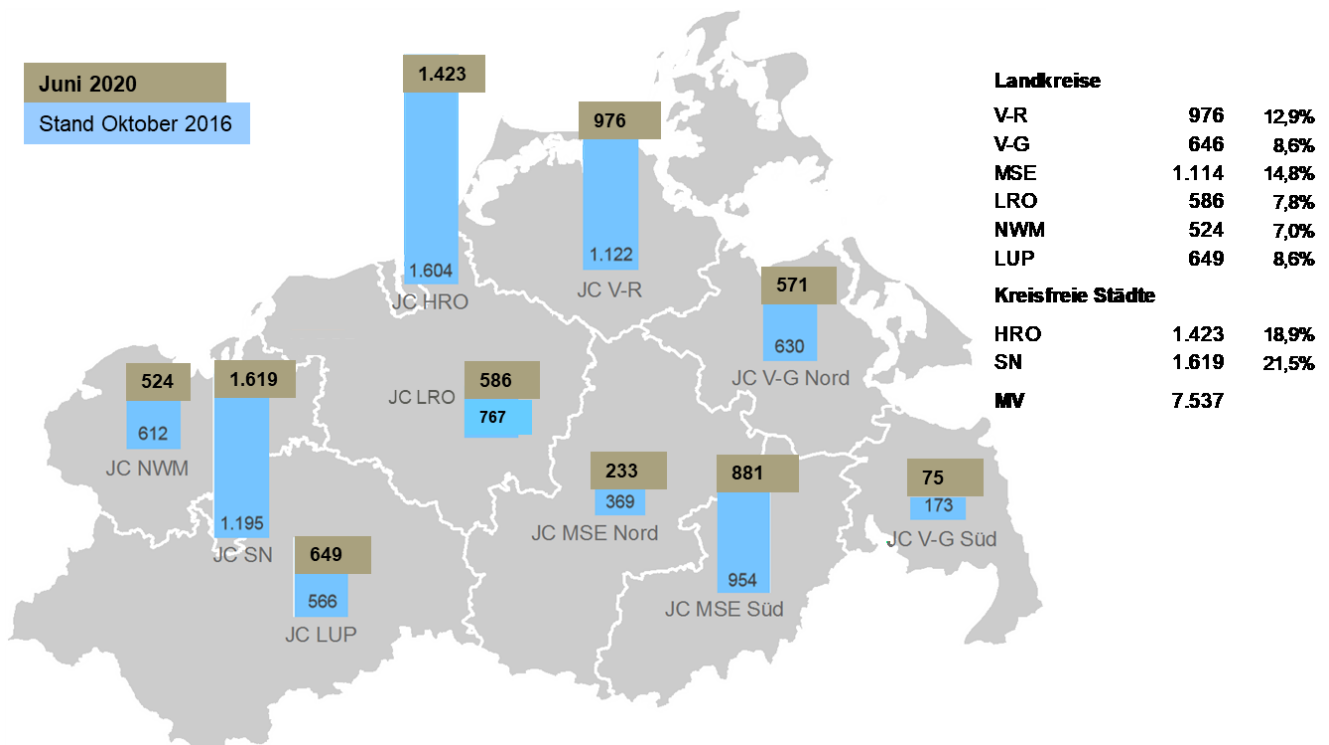 Juni 2020
Stand Oktober 2016
1.423
1.604
JC HRO
976
1.122
JC V-R
571
630
JC V-G Nord
524
612
JC NWM
1.619
1.195
JC SN
JC LRO
586
767
233
369
JC MSE Nord
881
954
JC MSE Süd
75
173
JC V-G Süd
649
566
JC LUP
Landkreise
V-R 976 12,9%
V-G 646 8,6%
MSE 1.114 14,8%
LRO 586 7,8%
NWM 524 7,0%
LUP 649 8,6%
Kreisfreie Städte
HRO 1.423 18,9%
SN 1.619 21,5%
MV 7.537